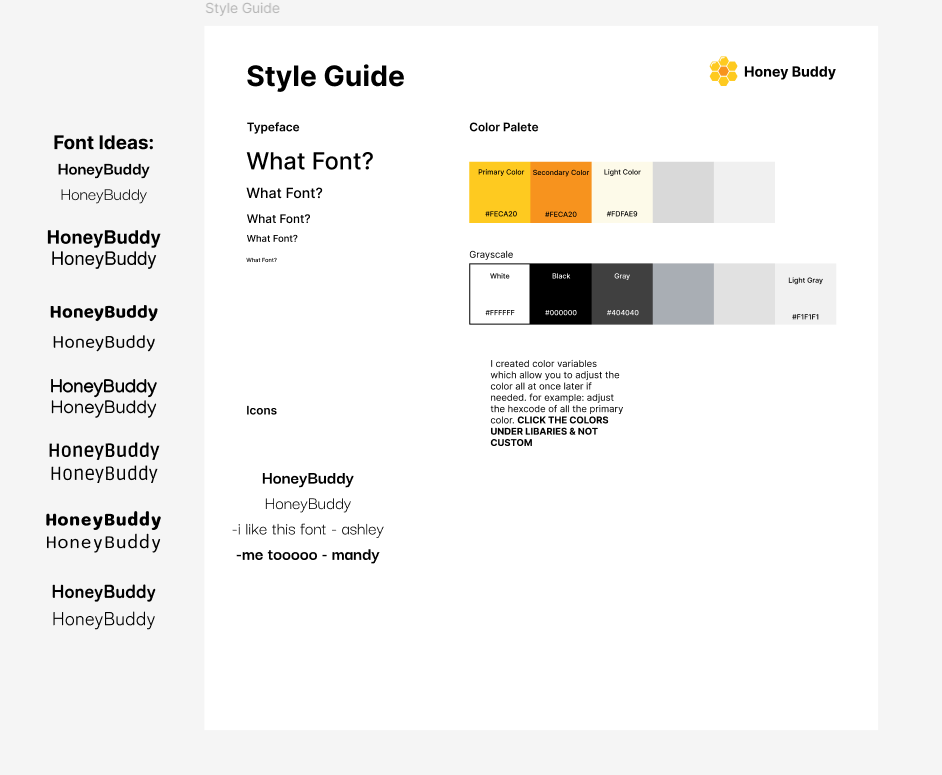 Style Guide
Style Guide
Honey Buddy
Font Ideas:
HoneyBuddy
HoneyBuddy
HoneyBuddy
HoneyBuddy
HoneyBuddy
HoneyBuddy
HoneyBuddy
HoneyBuddy
HoneyBuddy
HoneyBuddy
HoneyBuddy
HoneyBuddy
HoneyBuddy
HoneyBuddy
Typeface
What Font?
What Font?
What Font?
What Font?
What Font?
Color Palete
Primary Color
Secondary Color
Light Color
#FECA20
#FECA20
#FDFAE9
Grayscale
White
Black
Gray
Light Gray
#FFFFFF
#000000
#404040
#F1F1F1
I created color variables
which allow you to adjust the
color all at once later if
needed. for example: adjust
the hexcode of all the primary
color. CLICK THE COLORS
UNDER LIBARIES & NOT
CUSTOM
Icons
HoneyBuddy
HoneyBuddy
-i like this font - ashley
-me tooooo - mandy